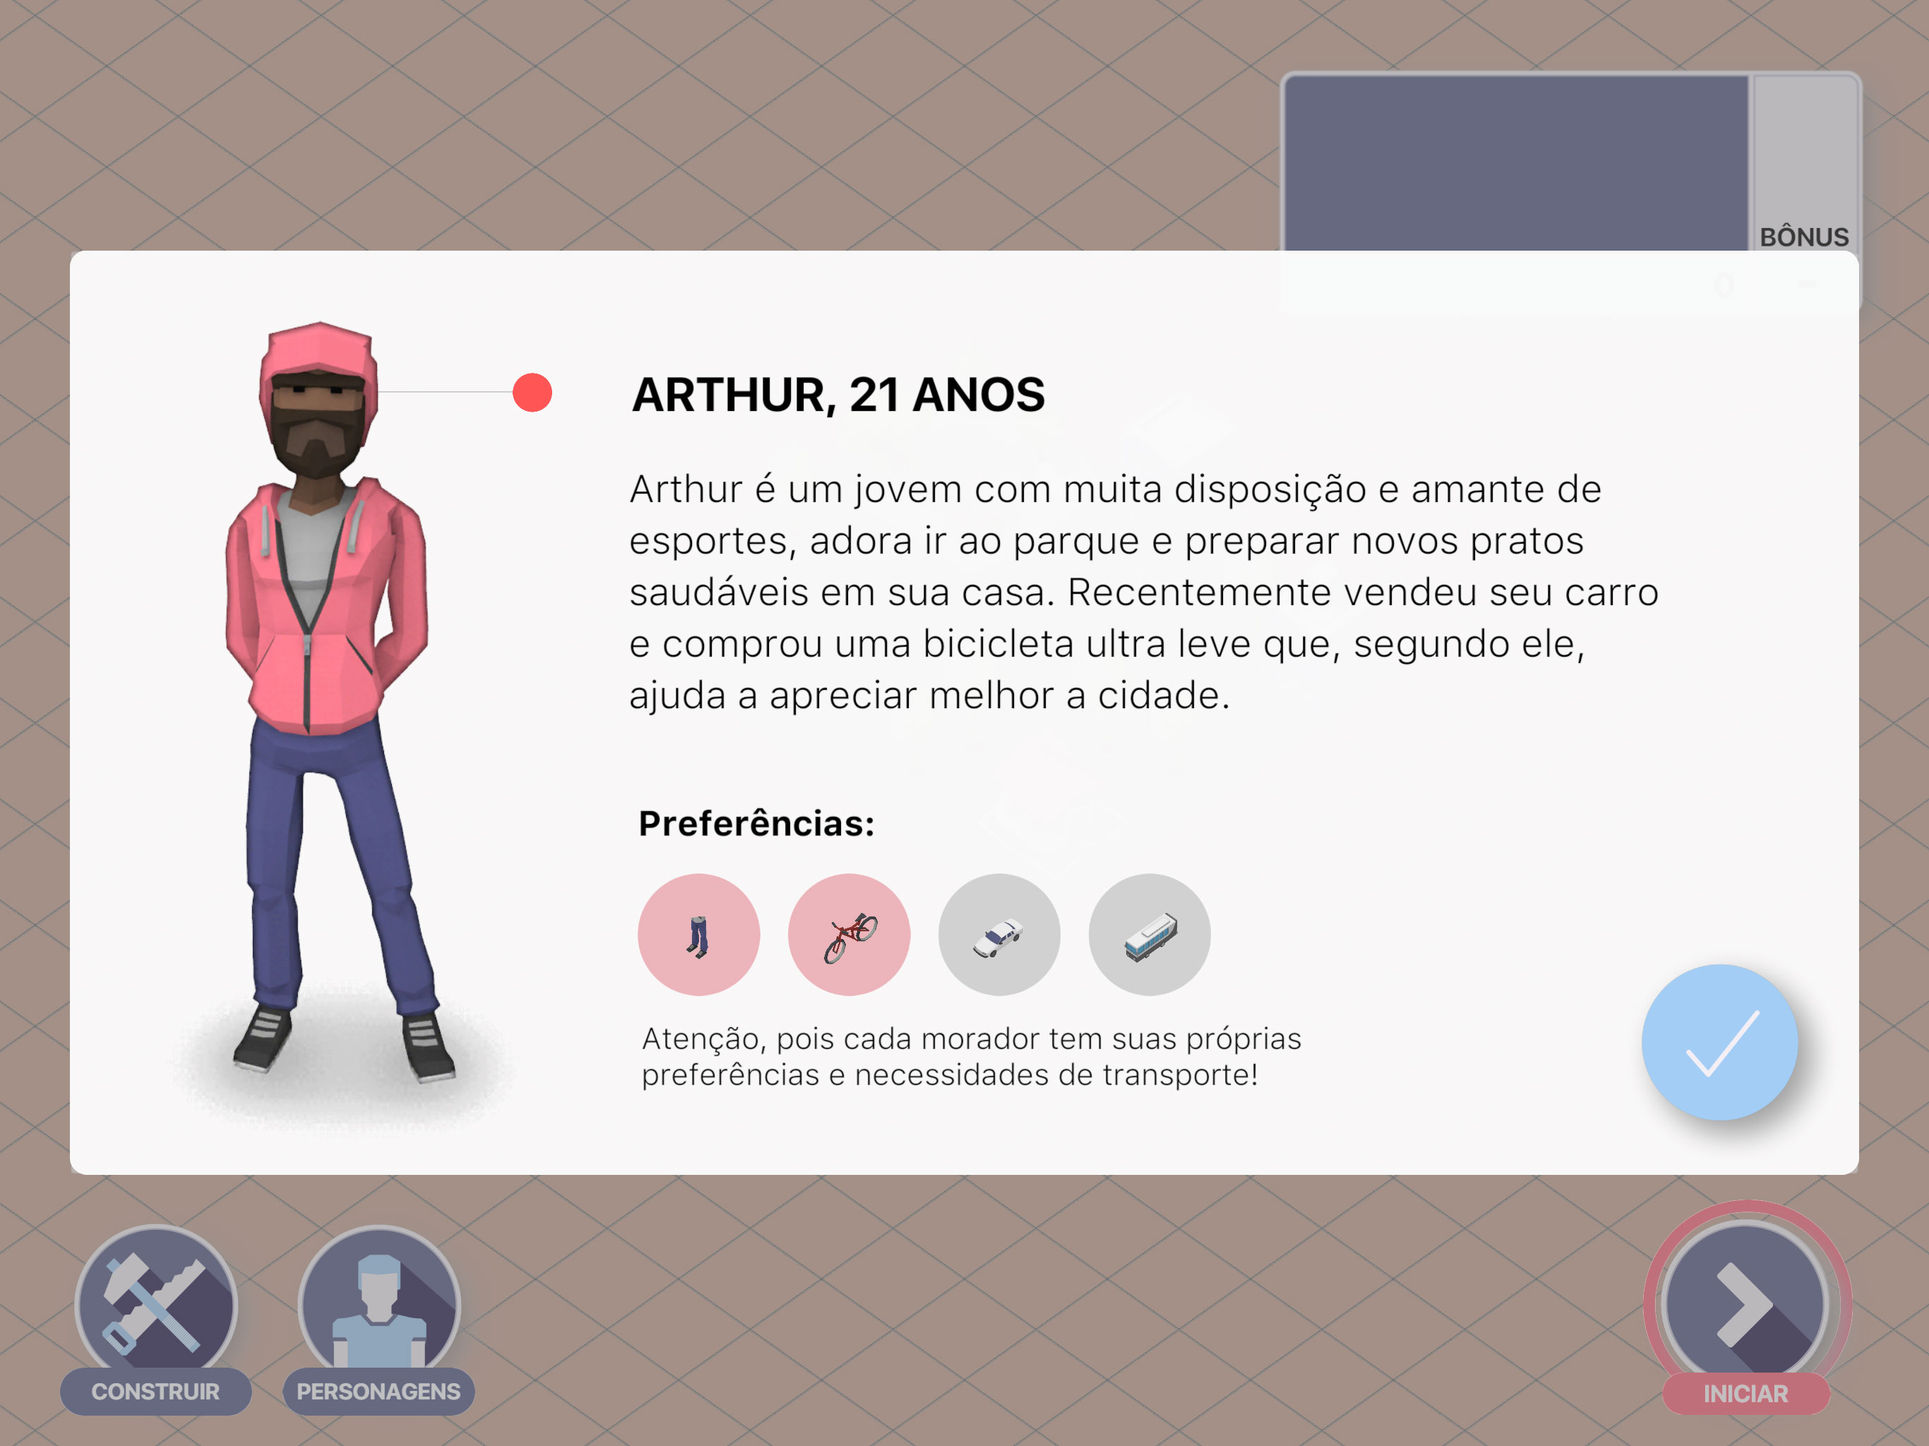 BÔNUS
ARTHUR, 21 ANOS
Arthur é um jovem com muita disposição e amante de
esportes, adora ir ao parque e preparar novos pratos
saudáveis em sua casa. Recentemente vendeu seu carro
e comprou uma bicicleta ultra leve que, segundo ele,
ajuda a apreciar melhor a cidade.
Preferências:
Atenção, pois cada morador tem suas próprias
preferências e necessidades de transporte!
CONSTRUIR
PERSONAGENS
INICIAR